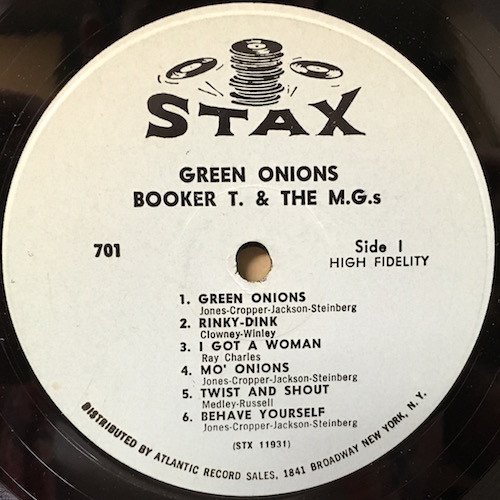 STAX
GREEN ONIONS
BOOKER T. & THE M.G.s
701
Side I
HIGH FIDELITY
1. GREEN ONIONS
Jones-Cropper-Jackson-Steinberg
2. RINKY-DINK
Clowney-Winley
3. I GOT A WOMAN
Ray Charles
4. MO' ONIONS
Jones-Cropper-Jackson-Steinberg
5. TWIST AND SHOUT
Medley-Russell
6. BEHAVE YOURSELF
Jones-Cropper-Jackson-Steinberg
(STX 11931)
DISTRIBUTED BY ATLANTIC RECORD SALES, 1841 BROADWAY NEW YORK, N. Y.